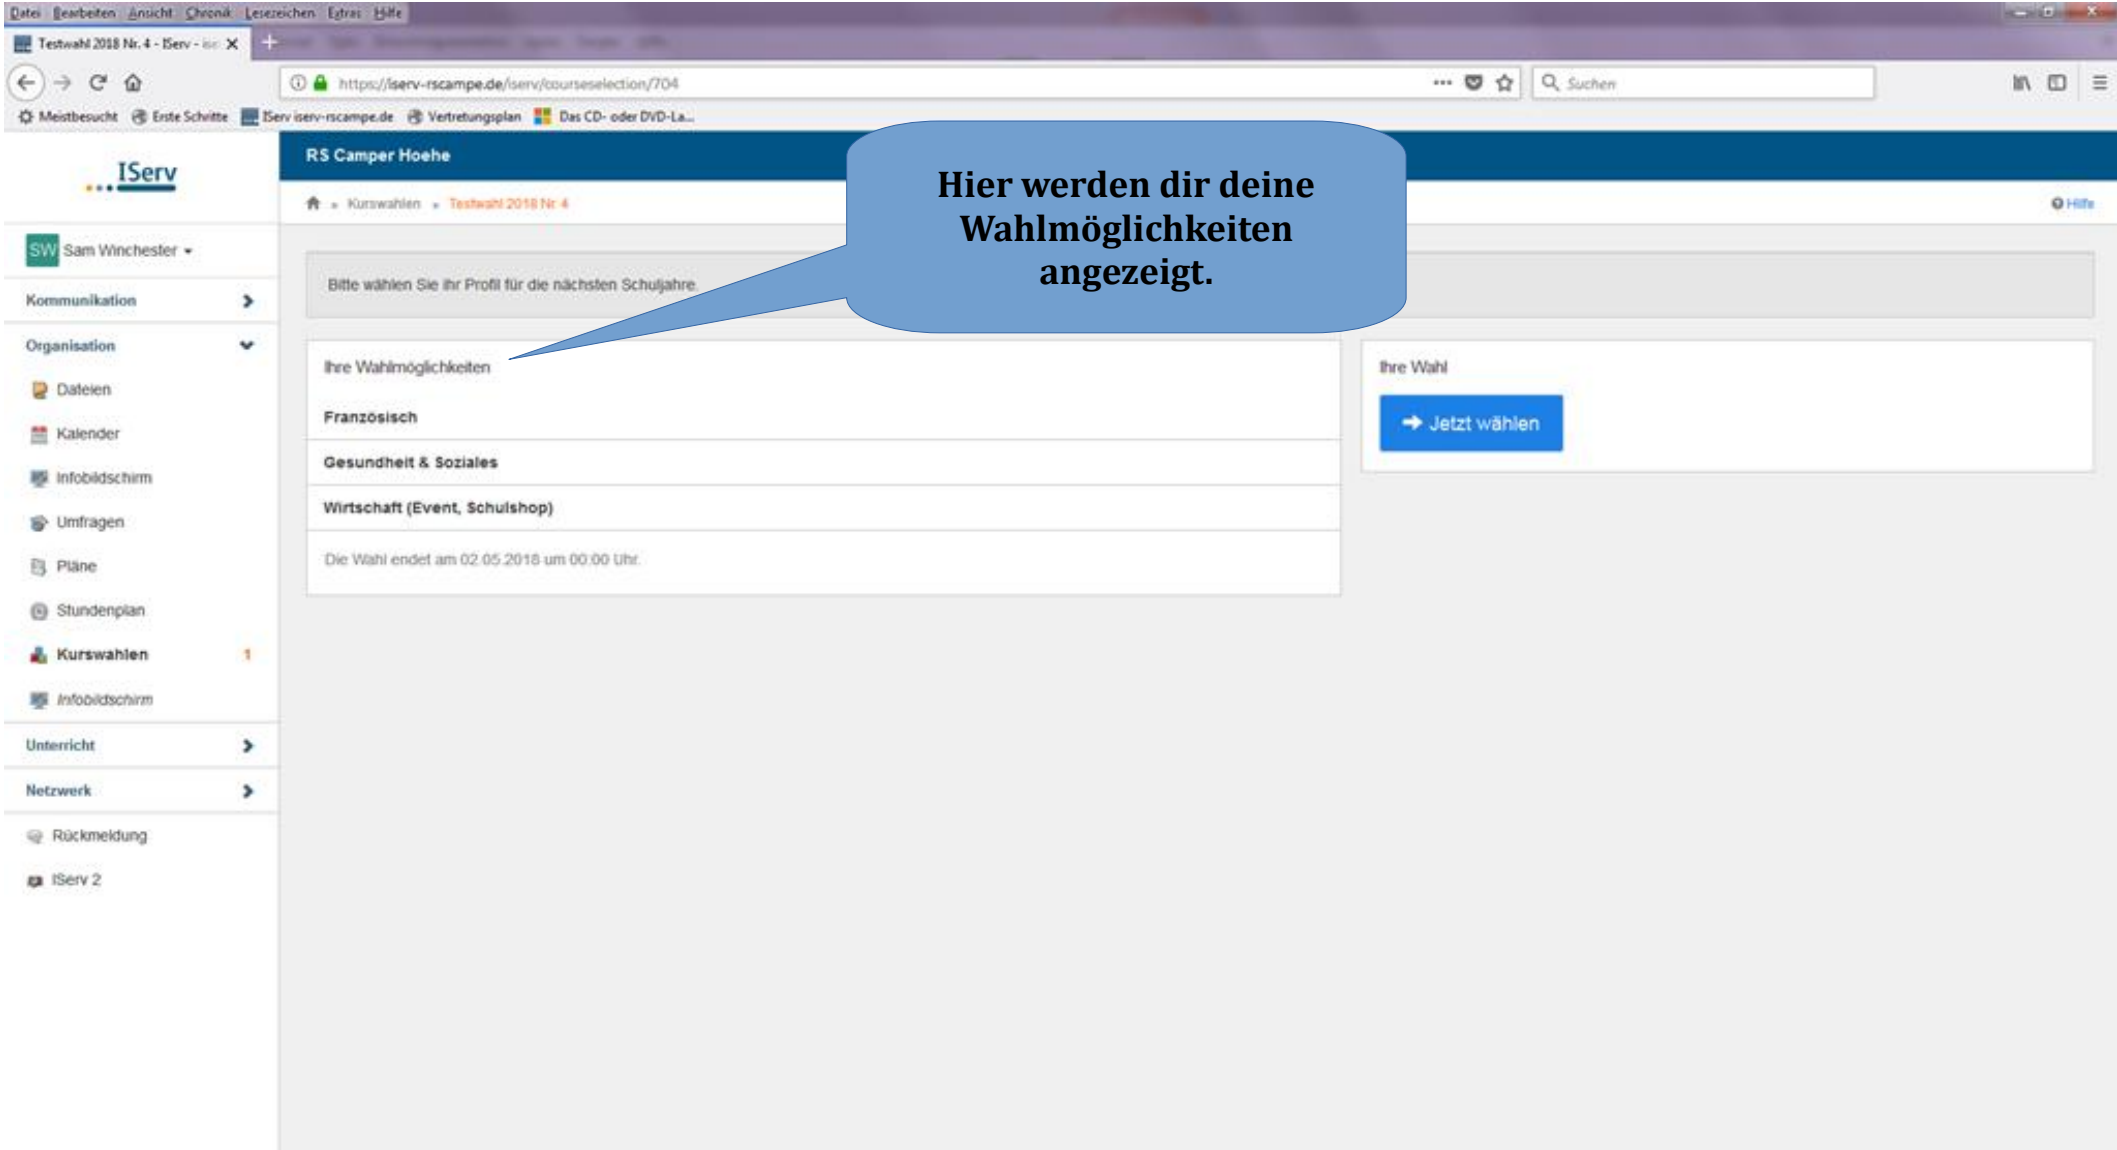 Datei Bearbeiten Ansicht Chronik Lesezeichen Extras Hilfe
Testwahl 2018 Nr. 4 - IServ - isc
https://iserv-rscampe.de/iserv/courseselection/704
Suchen
Meistbesucht Erste Schritte IServ iserv-rscampe.de Vertretungsplan Das CD- oder DVD-La...
IServ
RS Camper Hoehe
Kurswahlen » Testwahl 2018 Nr. 4
Hilfe
Hier werden dir deine
Wahlmöglichkeiten
angezeigt.
SW Sam Winchester
Kommunikation
Organisation
Dateien
Kalender
Infobildschirm
Umfragen
Pläne
Stundenplan
Kurswahlen 1
Infobildschirm
Unterricht
Netzwerk
Rückmeldung
IServ 2
Bitte wählen Sie ihr Profil für die nächsten Schuljahre.
Ihre Wahlmöglichkeiten
Französisch
Gesundheit & Soziales
Wirtschaft (Event, Schulshop)
Die Wahl endet am 02.05.2018 um 00:00 Uhr.
Ihre Wahl
Jetzt wählen